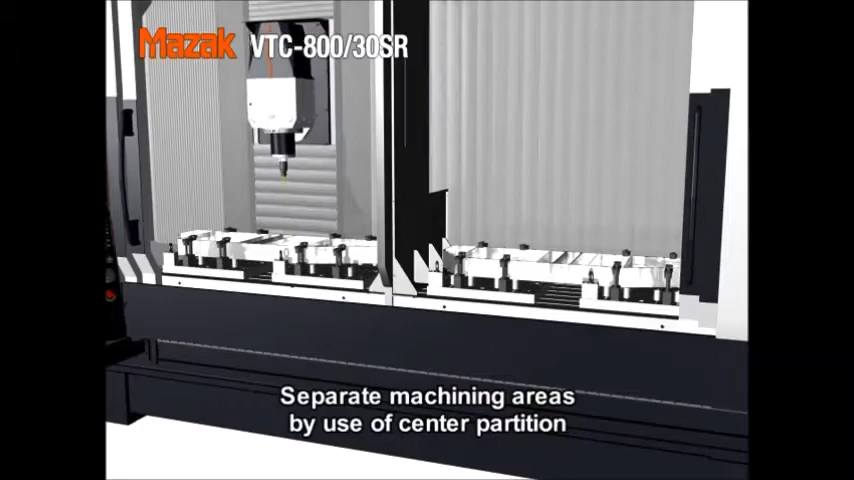 Mazak VTC-800/30SR
Separate machining areas
by use of center partition